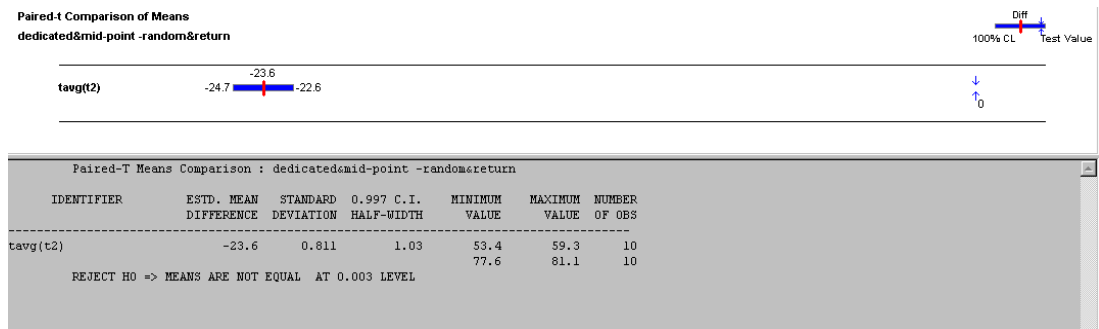 Paired-t Comparison of Means
dedicated&mid-point -random&return
Diff
100% CL Test Value
tavg(t2)
-23.6
-24.7 -22.6
0
Paired-T Means Comparison : dedicated&mid-point -random&return
IDENTIFIER ESTD. MEAN STANDARD 0.997 C.I. MINIMUM MAXIMUM NUMBER
DIFFERENCE DEVIATION HALF-WIDTH VALUE VALUE OF OBS
tavg(t2) -23.6 0.811 1.03 53.4 59.3 10
77.6 81.1 10
REJECT H0 => MEANS ARE NOT EQUAL AT 0.003 LEVEL